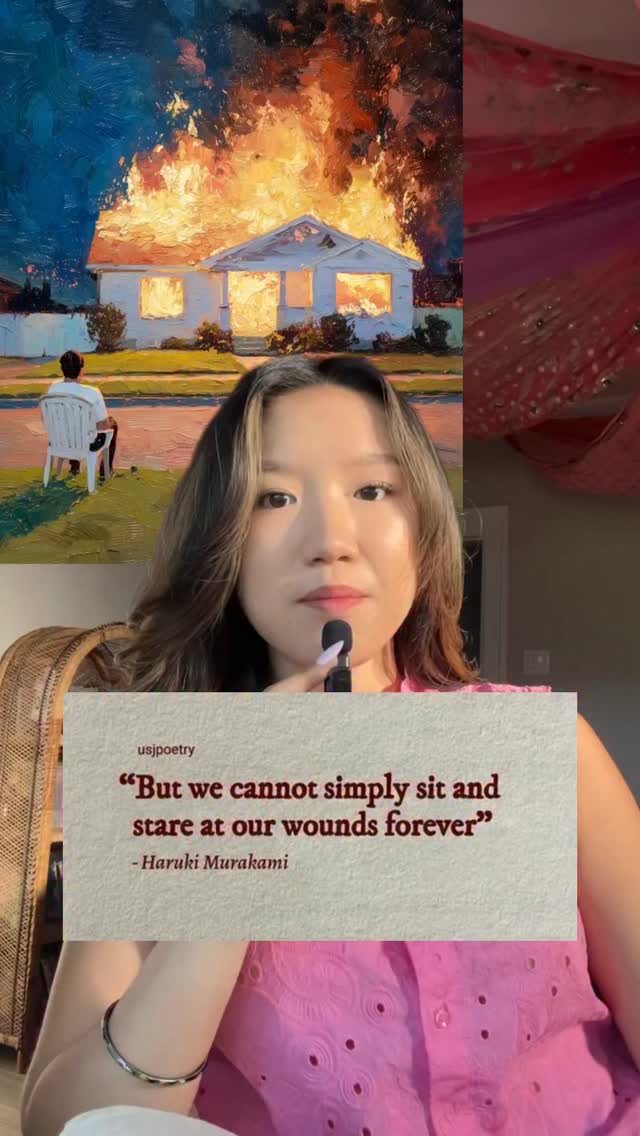 usjpoetry
“But we cannot simply sit and
stare at our wounds forever”
- Haruki Murakami